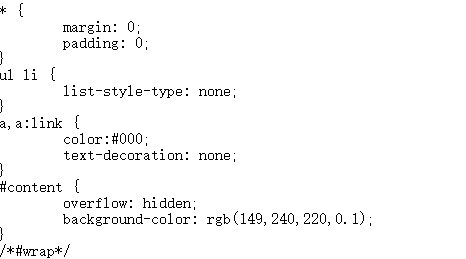 * {
        margin: 0;
        padding: 0;
}
ul li {
        list-style-type: none;
}
a,a:link {
        color:#000;
        text-decoration: none;
}
#content {
        overflow: hidden;
        background-color: rgb(149,240,220,0.1);
}
/*#wrap*/